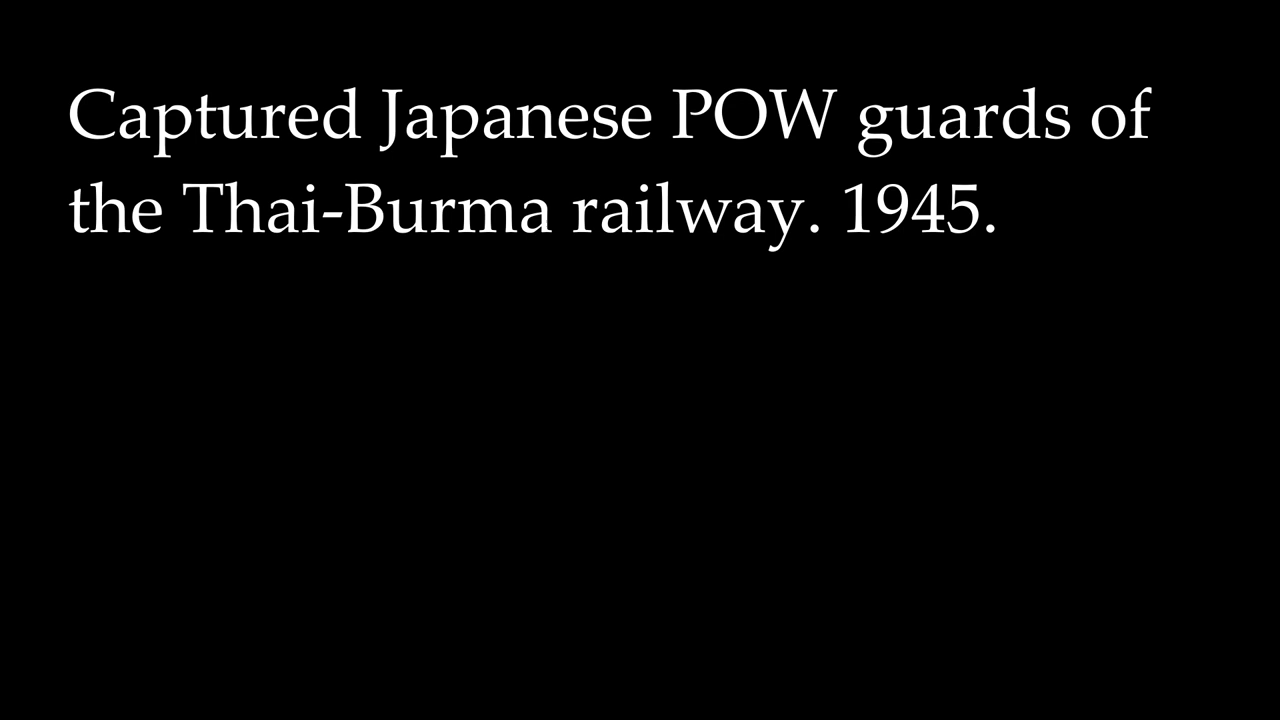 Captured Japanese POW guards of
the Thai-Burma railway. 1945.